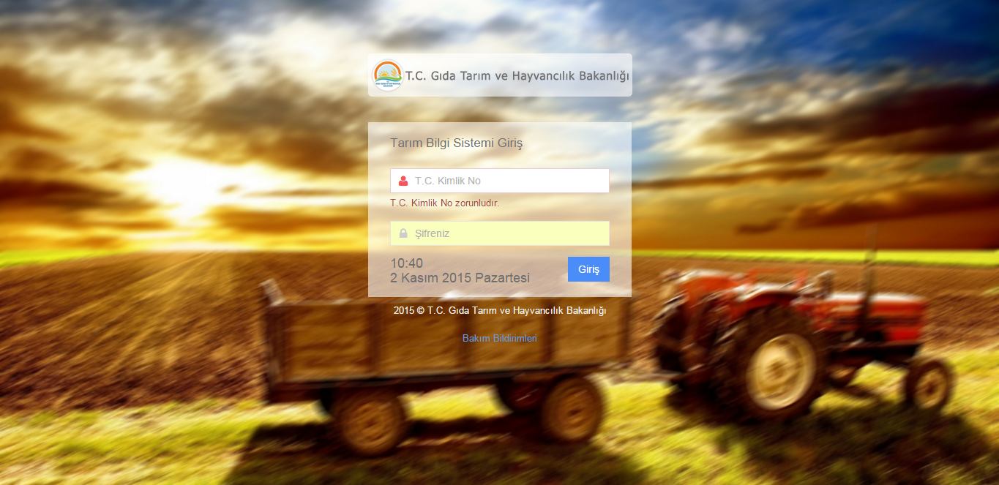 T.C. Gıda Tarım ve Hayvancılık Bakanlığı
Tarım Bilgi Sistemi Giriş
T.C. Kimlik No
T.C. Kimlik No zorunludır.
Şifreniz
10:40
Giriş
2 Kasım 2015 Pazartesi
2015 © T.C. Gıda Tarım ve Hayvancılık Bakanlığı
Bakım Bildirimleri